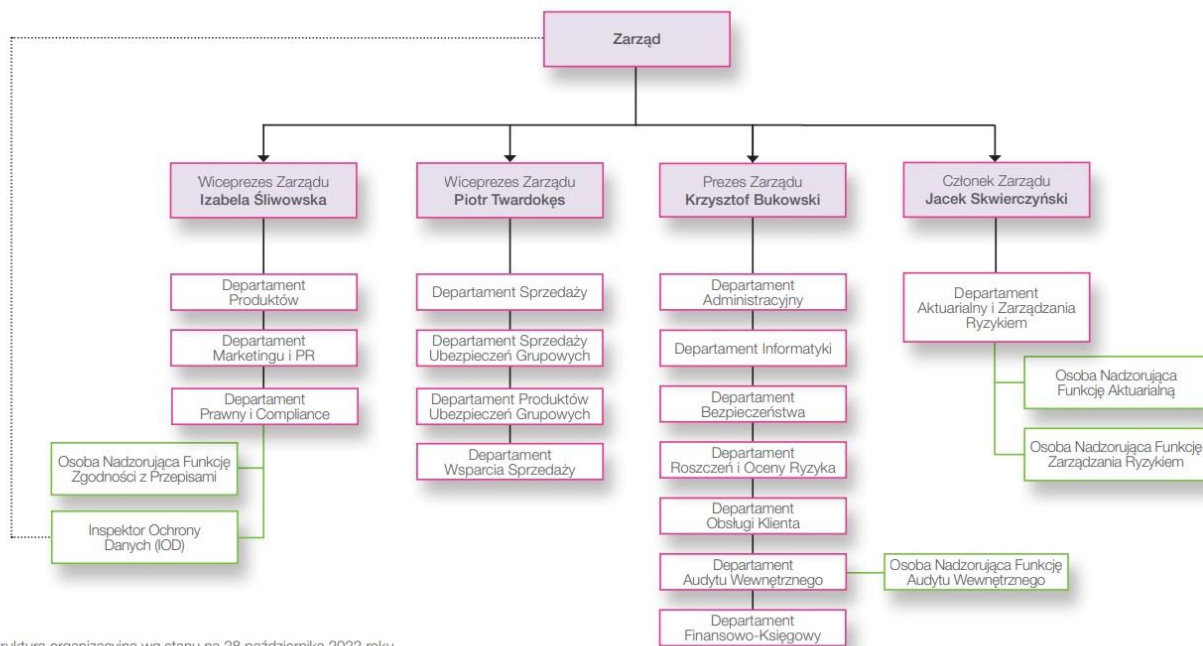 Zarząd
Wiceprezes Zarządu
Izabela Śliwowska
Wiceprezes Zarządu
Piotr Twardokęs
Prezes Zarządu
Krzysztof Bukowski
Członek Zarządu
Jacek Skwierczyński
Departament
Produktów
Departament
Marketingu i PR
Departament
Prawny i Compliance
Osoba Nadzorująca Funkcję
Zgodności z Przepisami
Inspektor Ochrony
Danych (IOD)
Departament Sprzedaży
Departament Sprzedaży
Ubezpieczeń Grupowych
Departament Produktów
Ubezpieczeń Grupowych
Departament
Wsparcia Sprzedaży
Departament
Administracyjny
Departament Informatyki
Departament
Bezpieczeństwa
Departament
Roszczeń i Oceny Ryzyka
Departament
Obsługi Klienta
Departament
Audytu Wewnętrznego
Osoba Nadzorująca Funkcję
Audytu Wewnętrznego
Departament
Finansowo-Księgowy
Departament
Aktuarialny i Zarządzania
Ryzykiem
Osoba Nadzorująca
Funkcję Aktuarialną
Osoba Nadzorująca Funkcję
Zarządzania Ryzykiem